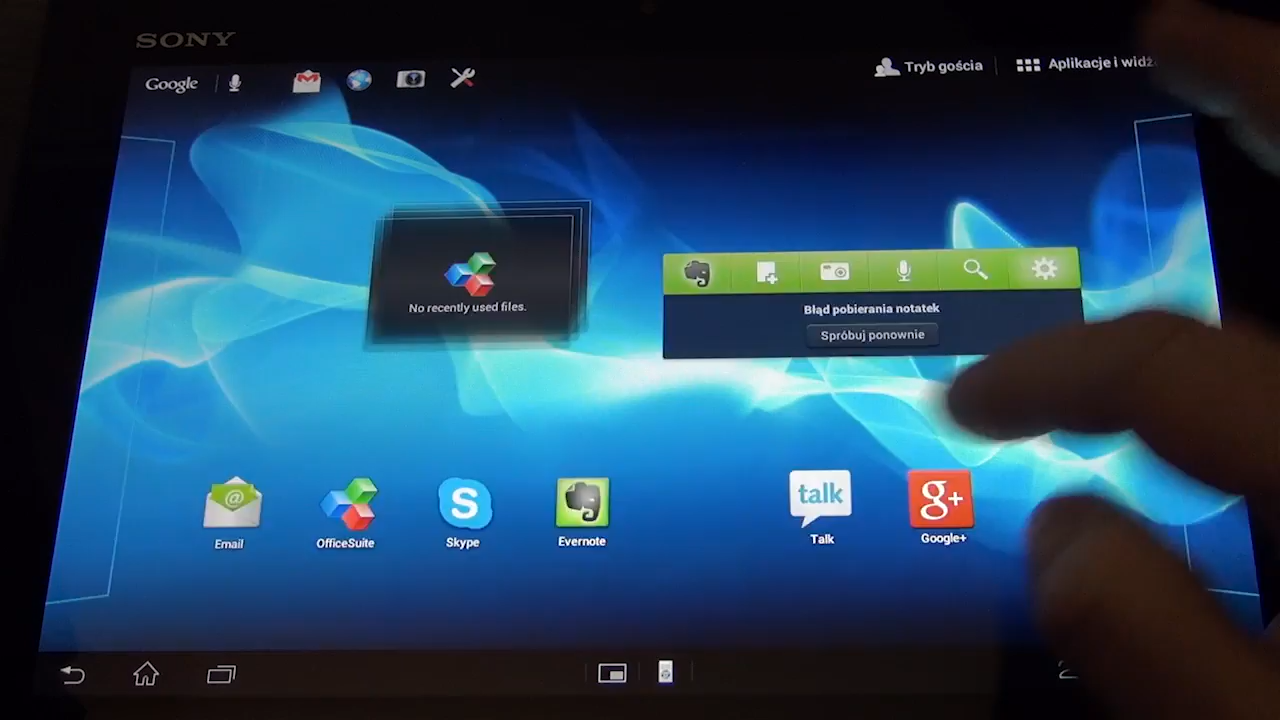 SONY
Google
Tryb gościa
Aplikacje i
No recently used files.
Błąd pobierania notatek
Spróbuj ponownie
talk
g+
Email
OfficeSuite
Skype
Evernote
Talk
Google+